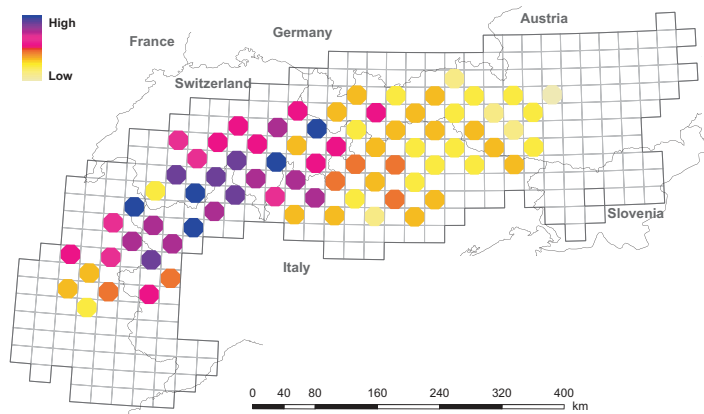 High
Low
France
Germany
Austria
Switzerland
Slovenia
Italy
0 40 80 160 240 320 400
km